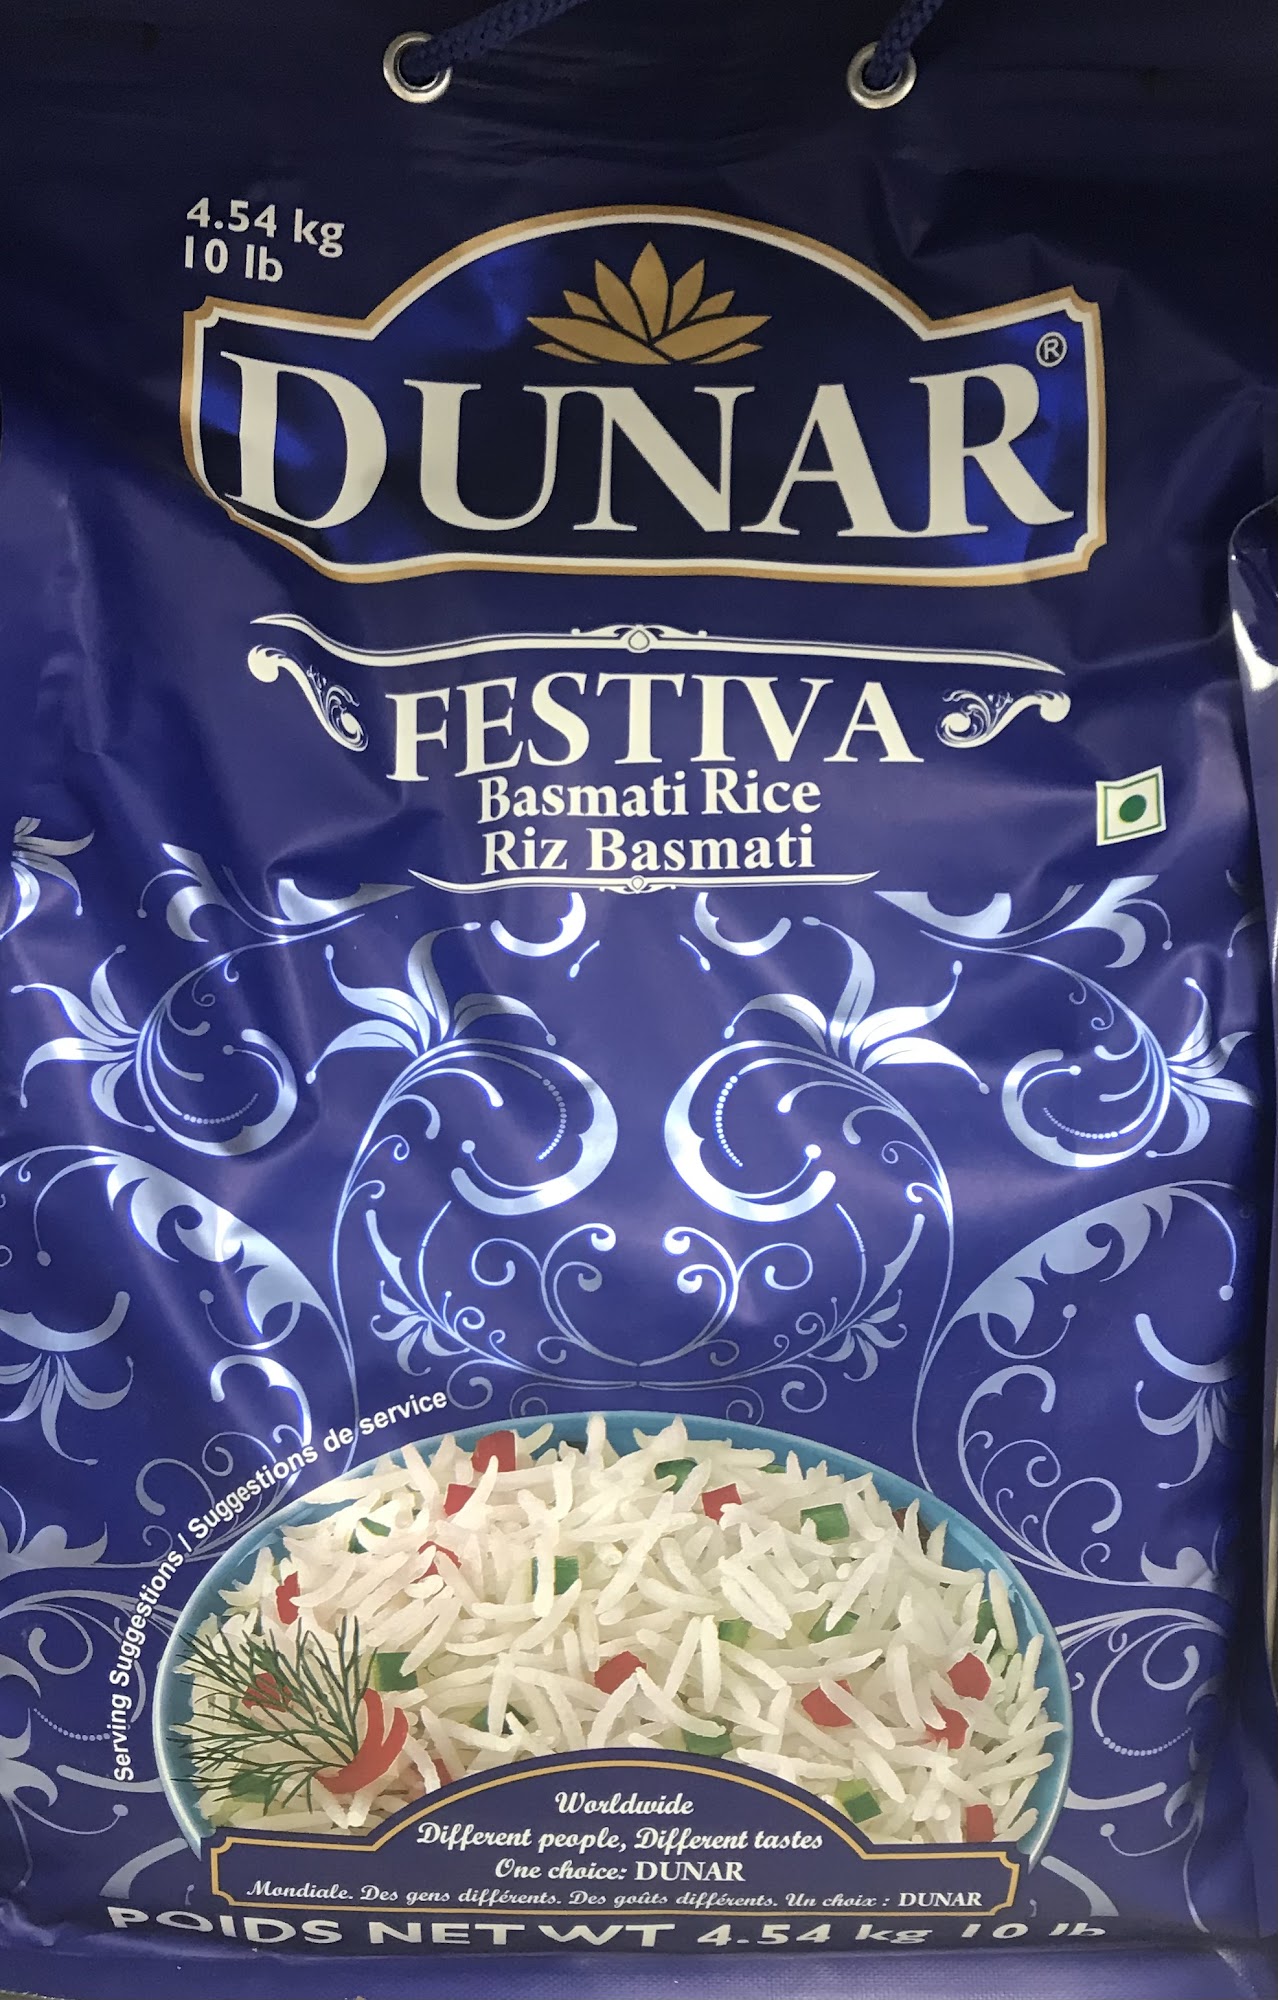 4.54 kg
10 lb
DUNAR®
FESTIVA
Basmati Rice
Riz Basmati
Serving Suggestions / Suggestions de service
Worldwide
Different people, Different tastes
One choice: DUNAR
Mondiale. Des gens différents. Des goûts différents. Un choix : DUNAR
POIDS NET WT 4.54 kg 10 lb